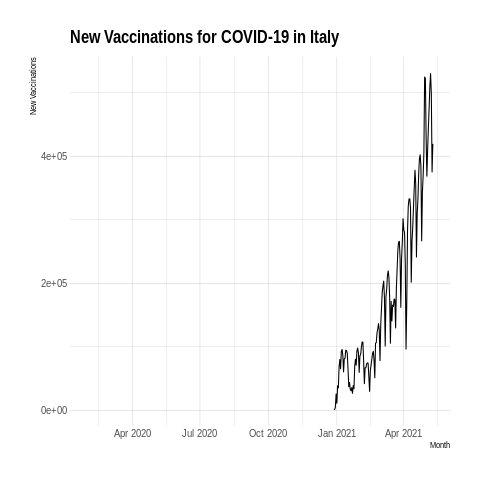 New Vaccinations for COVID-19 in Italy
New Vaccinations
4e+05
2e+05
0e+00
Apr 2020
Jul 2020
Oct 2020
Jan 2021
Apr 2021
Month